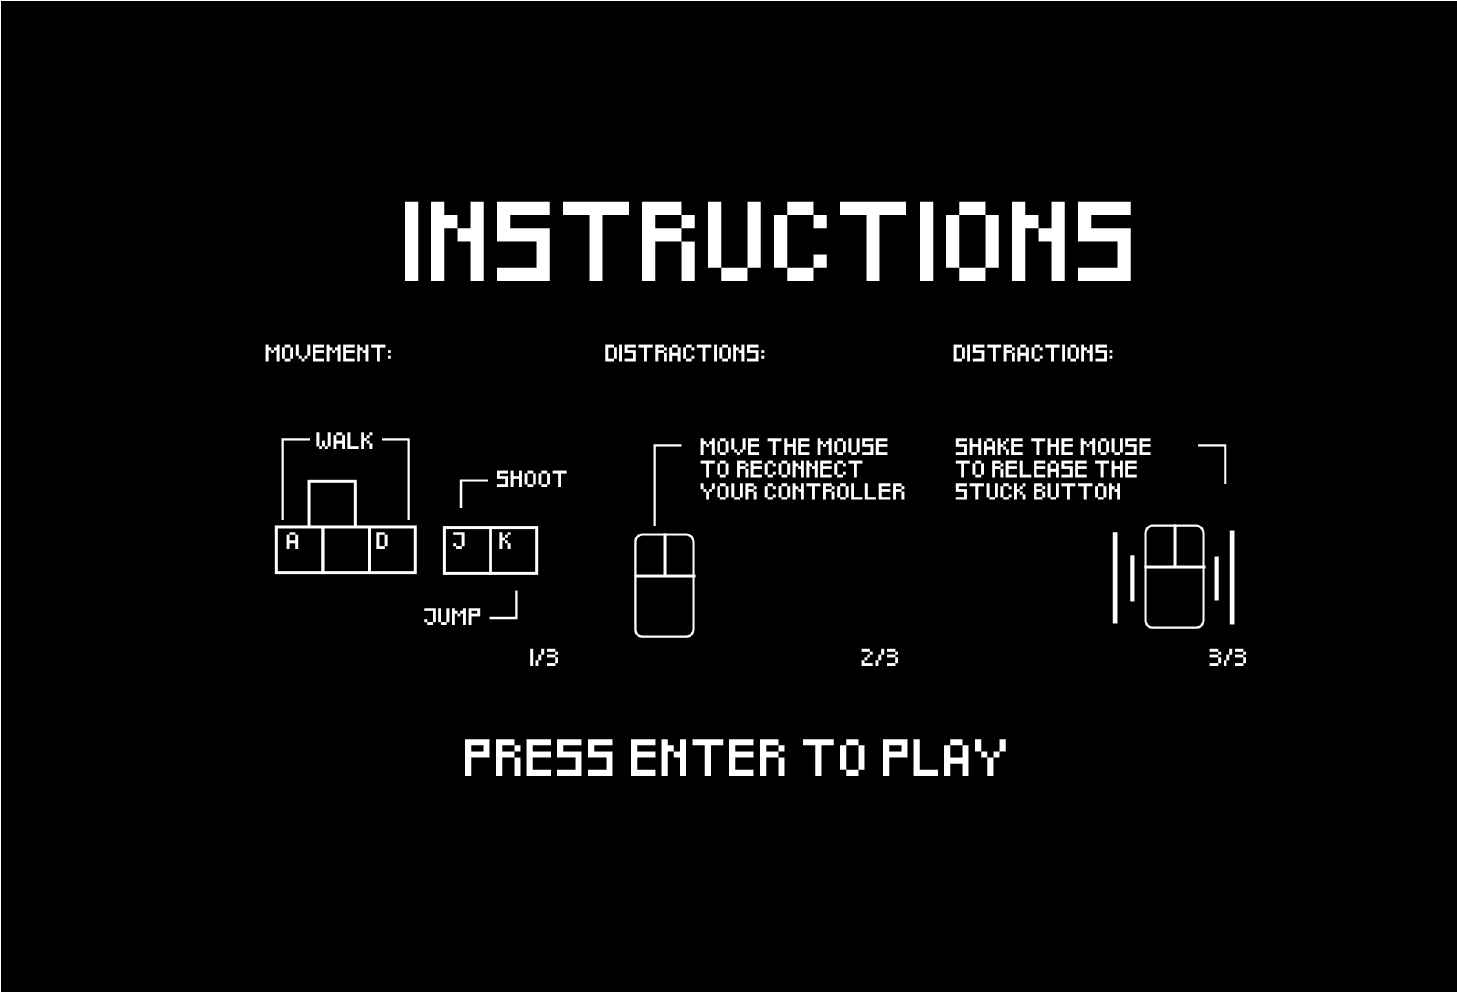 INSTRUCTIONS
MOVEMENT:
WALK
SHOOT
A
D
J
K
JUMP
1/3
DISTRACTIONS:
MOVE THE MOUSE
TO RECONNECT
YOUR CONTROLLER
2/3
DISTRACTIONS:
SHAKE THE MOUSE
TO RELEASE THE
STUCK BUTTON
3/3
PRESS ENTER TO PLAY